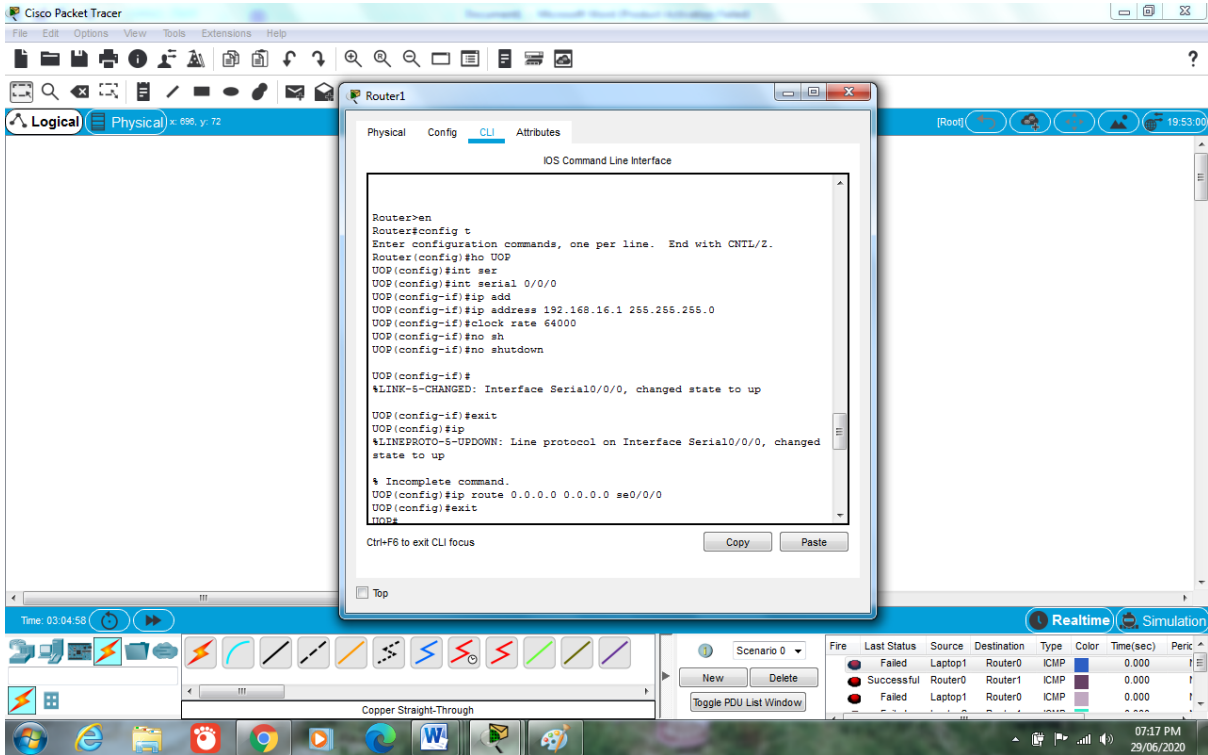 Cisco Packet Tracer
File Edit Options View Tools Extensions Help
?
Logical
Physical
x: 696, y: 72
[Root]
19:53:00
Router1
Physical Config CLI Attributes
IOS Command Line Interface
Router>en
Router#config t
Enter configuration commands, one per line. End with CNTL/Z.
Router(config)#ho UOP
UOP(config)#int ser
UOP(config)#int serial 0/0/0
UOP(config-if)#ip add
UOP(config-if)#ip address 192.168.16.1 255.255.255.0
UOP(config-if)#clock rate 64000
UOP(config-if)#no sh
UOP(config-if)#no shutdown
UOP(config-if)#
%LINK-5-CHANGED: Interface Serial0/0/0, changed state to up
UOP(config-if)#exit
UOP(config)#ip
%LINEPROTO-5-UPDOWN: Line protocol on Interface Serial0/0/0, changed
state to up
% Incomplete command.
UOP(config)#ip route 0.0.0.0 0.0.0.0 se0/0/0
UOP(config)#exit
UOP#
Ctrl+F6 to exit CLI focus
Copy
Paste
Top
Time: 03:04:58
Realtime
Simulation
Scenario 0
New
Delete
Toggle PDU List Window
Copper Straight-Through
Fire Last Status Source Destination Type Color Time(sec) Peric
Failed Laptop1 Router0 ICMP 0.000
Successful Router0 Router1 ICMP 0.000
Failed Laptop1 Router0 ICMP 0.000
07:17 PM
29/06/2020